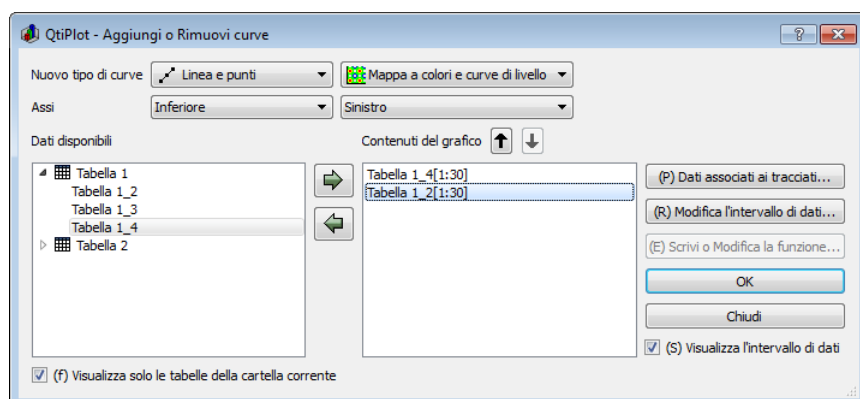 QtiPlot - Aggiungi o Rimuovi curve
Nuovo tipo di curve Linea e punti Mappa a colori e curve di livello
Assi Inferiore Sinistro
Dati disponibili Contenuti del grafico
Tabella 1
Tabella 1_2
Tabella 1_3
Tabella 1_4
Tabella 2
Tabella 1_4[1:30]
Tabella 1_2[1:30]
(P) Dati associati ai tracciati...
(R) Modifica l'intervallo di dati...
(E) Scrivi o Modifica la funzione...
OK
Chiudi
(S) Visualizza l'intervallo di dati
(f) Visualizza solo le tabelle della cartella corrente